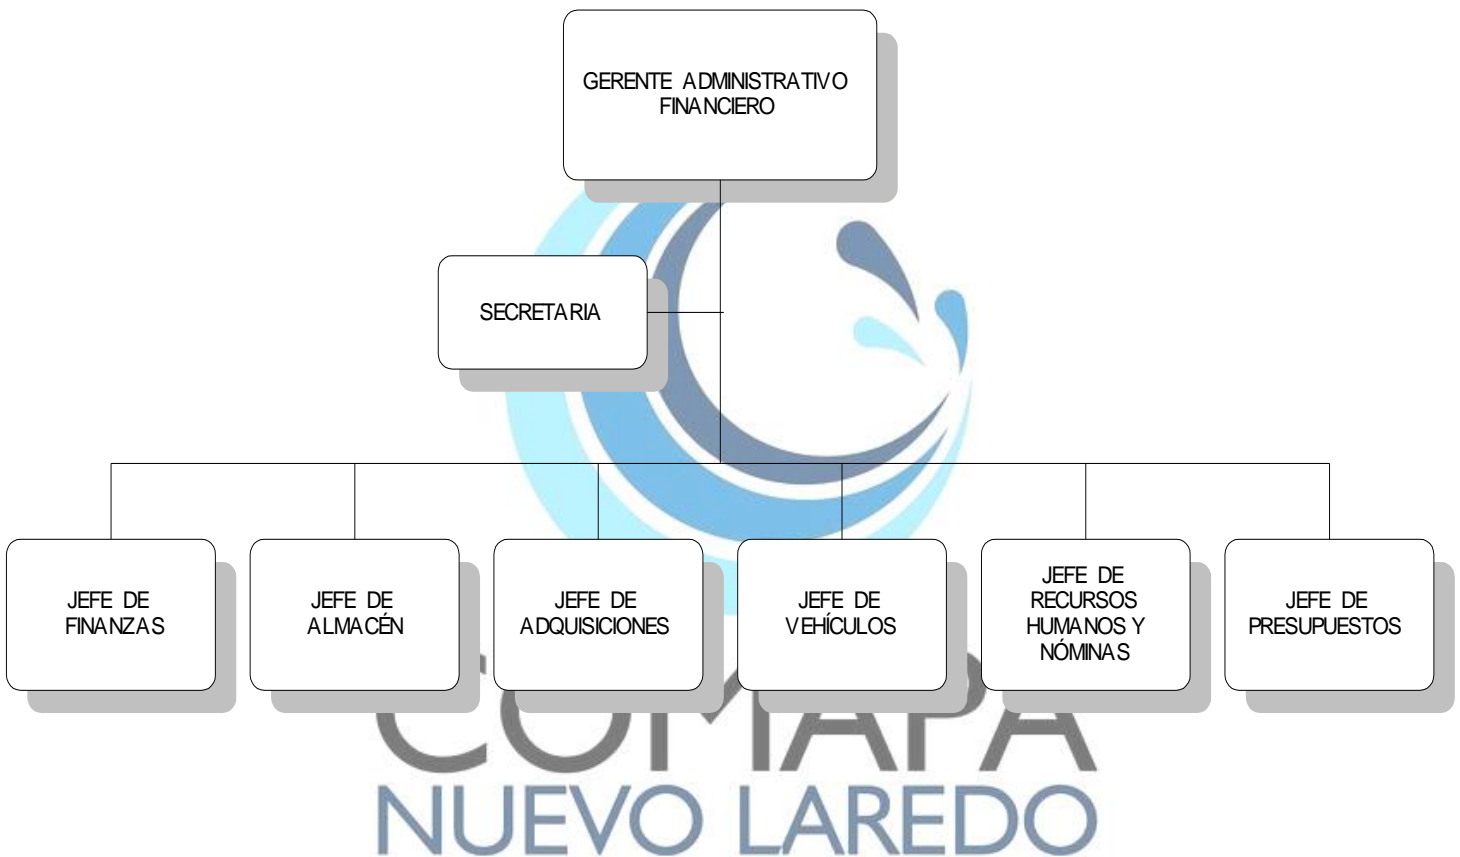 GERENTE ADMINISTRATIVO
FINANCIERO
SECRETARIA
JEFE DE
FINANZAS
JEFE DE
ALMACÉN
JEFE DE
ADQUISICIONES
JEFE DE
VEHÍCULOS
JEFE DE
RECURSOS
HUMANOS Y
NÓMINAS
JEFE DE
PRESUPUESTOS
COMAPA
NUEVO LAREDO